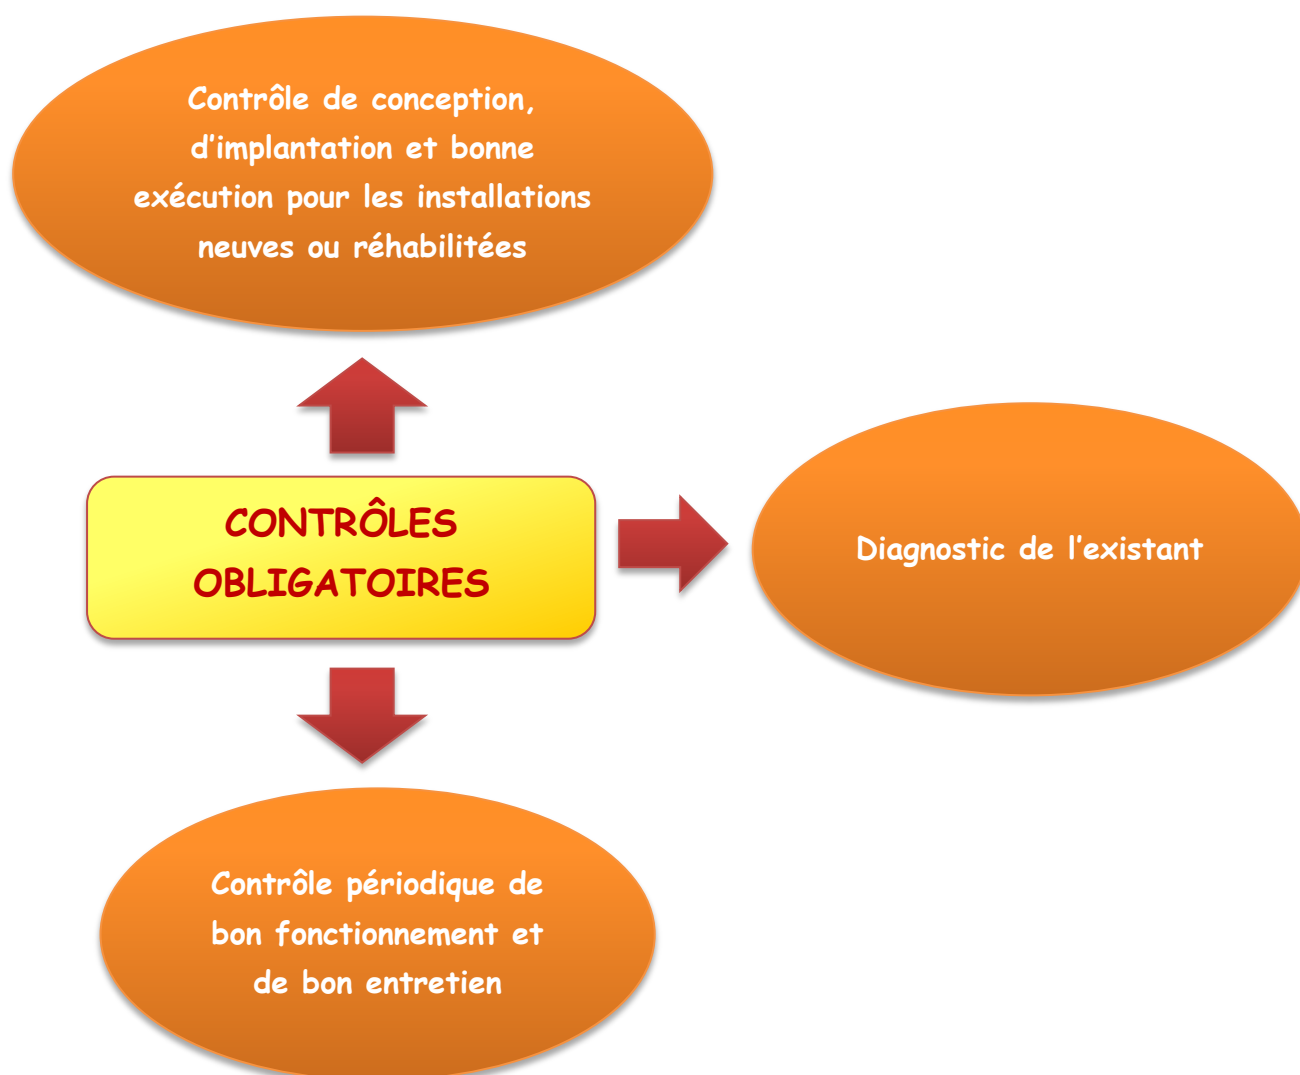 Contrôle de conception,
d'implantation et bonne
exécution pour les installations
neuves ou réhabilitées
CONTRÔLES
OBLIGATOIRES
Diagnostic de l'existant
Contrôle périodique de
bon fonctionnement et
de bon entretien